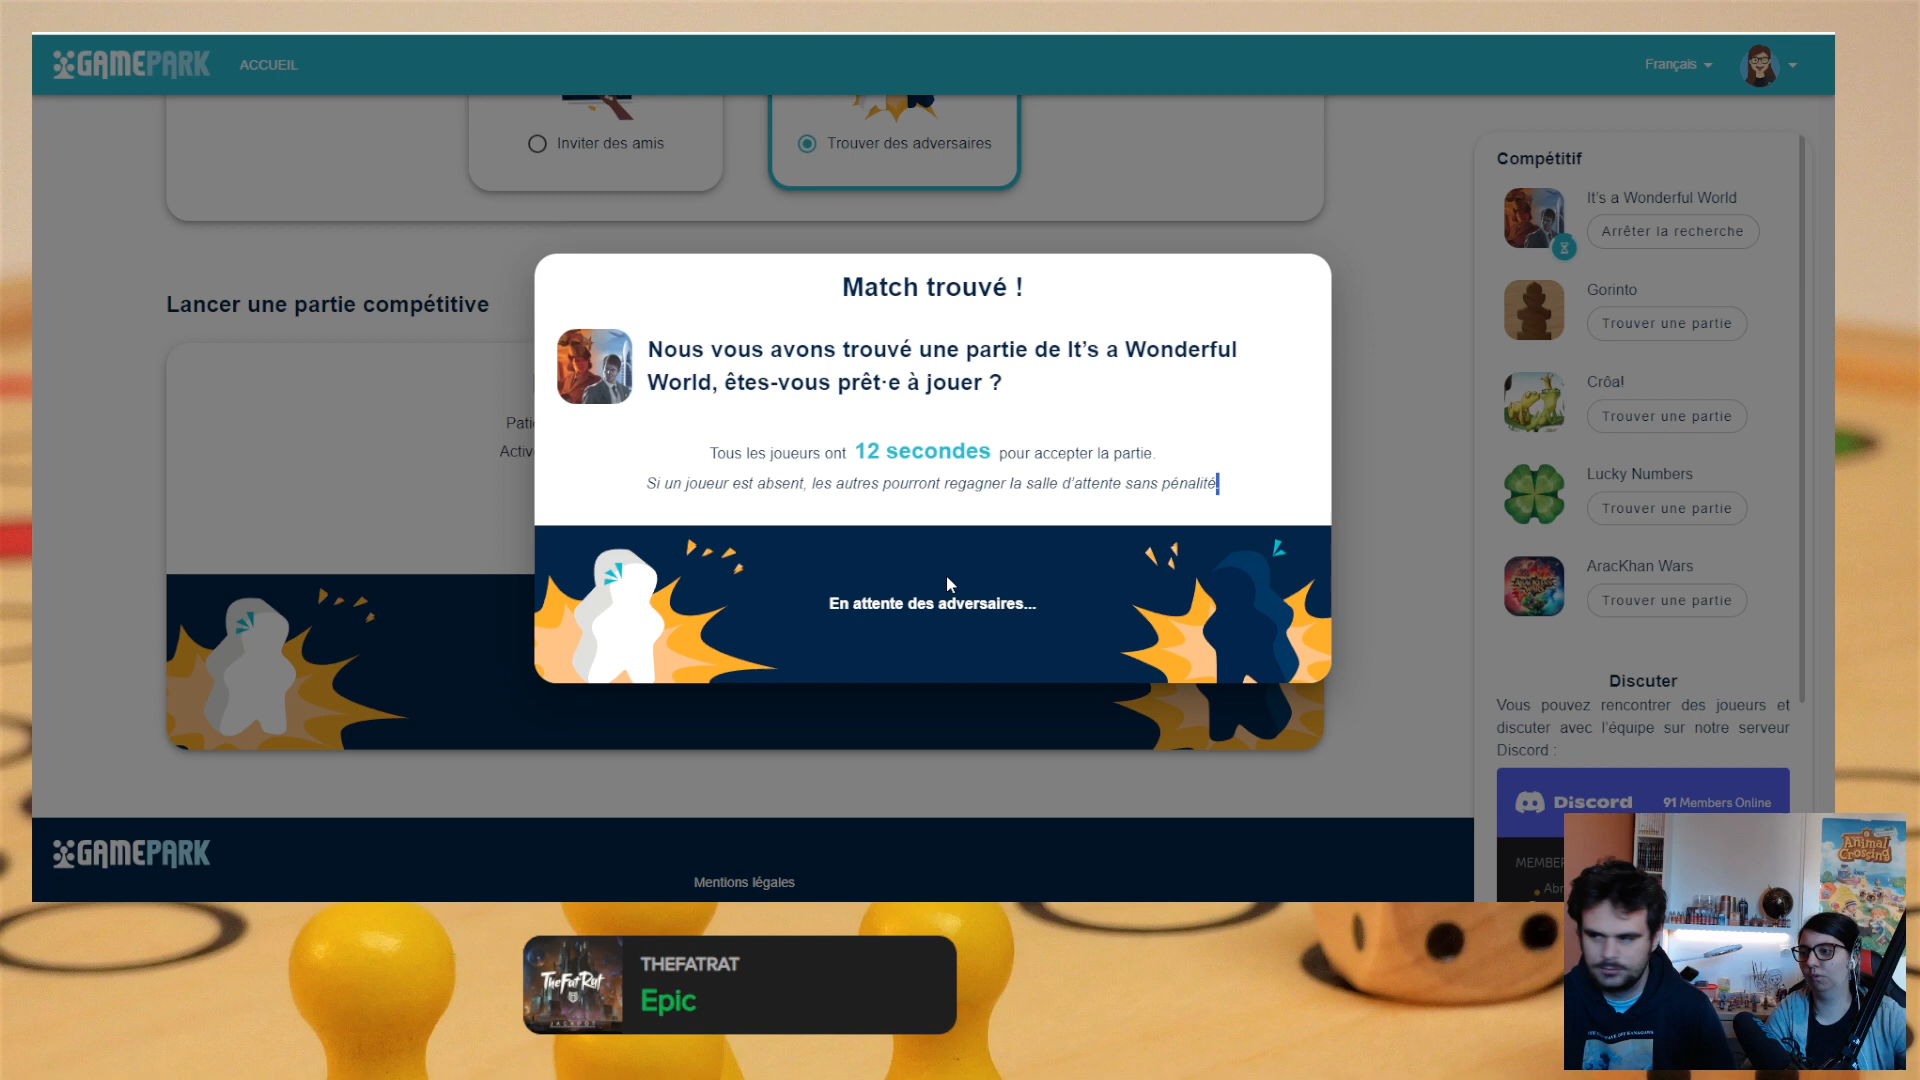 GAMEPARK
ACCUEIL
Français
Inviter des amis
Trouver des adversaires
Lancer une partie compétitive
Match trouvé !
Nous vous avons trouvé une partie de It's a Wonderful
World, êtes-vous prêt·e à jouer ?
Tous les joueurs ont 12 secondes pour accepter la partie.
Si un joueur est absent, les autres pourront regagner la salle d'attente sans pénalité.
En attente des adversaires...
Compétitif
It's a Wonderful World
Arrêter la recherche
Gorinto
Trouver une partie
Crôa!
Trouver une partie
Lucky Numbers
Trouver une partie
AracKhan Wars
Trouver une partie
Discuter
Vous pouvez rencontrer des joueurs et
discuter avec l'équipe sur notre serveur
Discord :
Discord
91 Members Online
GAMEPARK
Mentions légales
Animal
Crossing
TheFatRat
JACKPOT
THEFATRAT
Epic